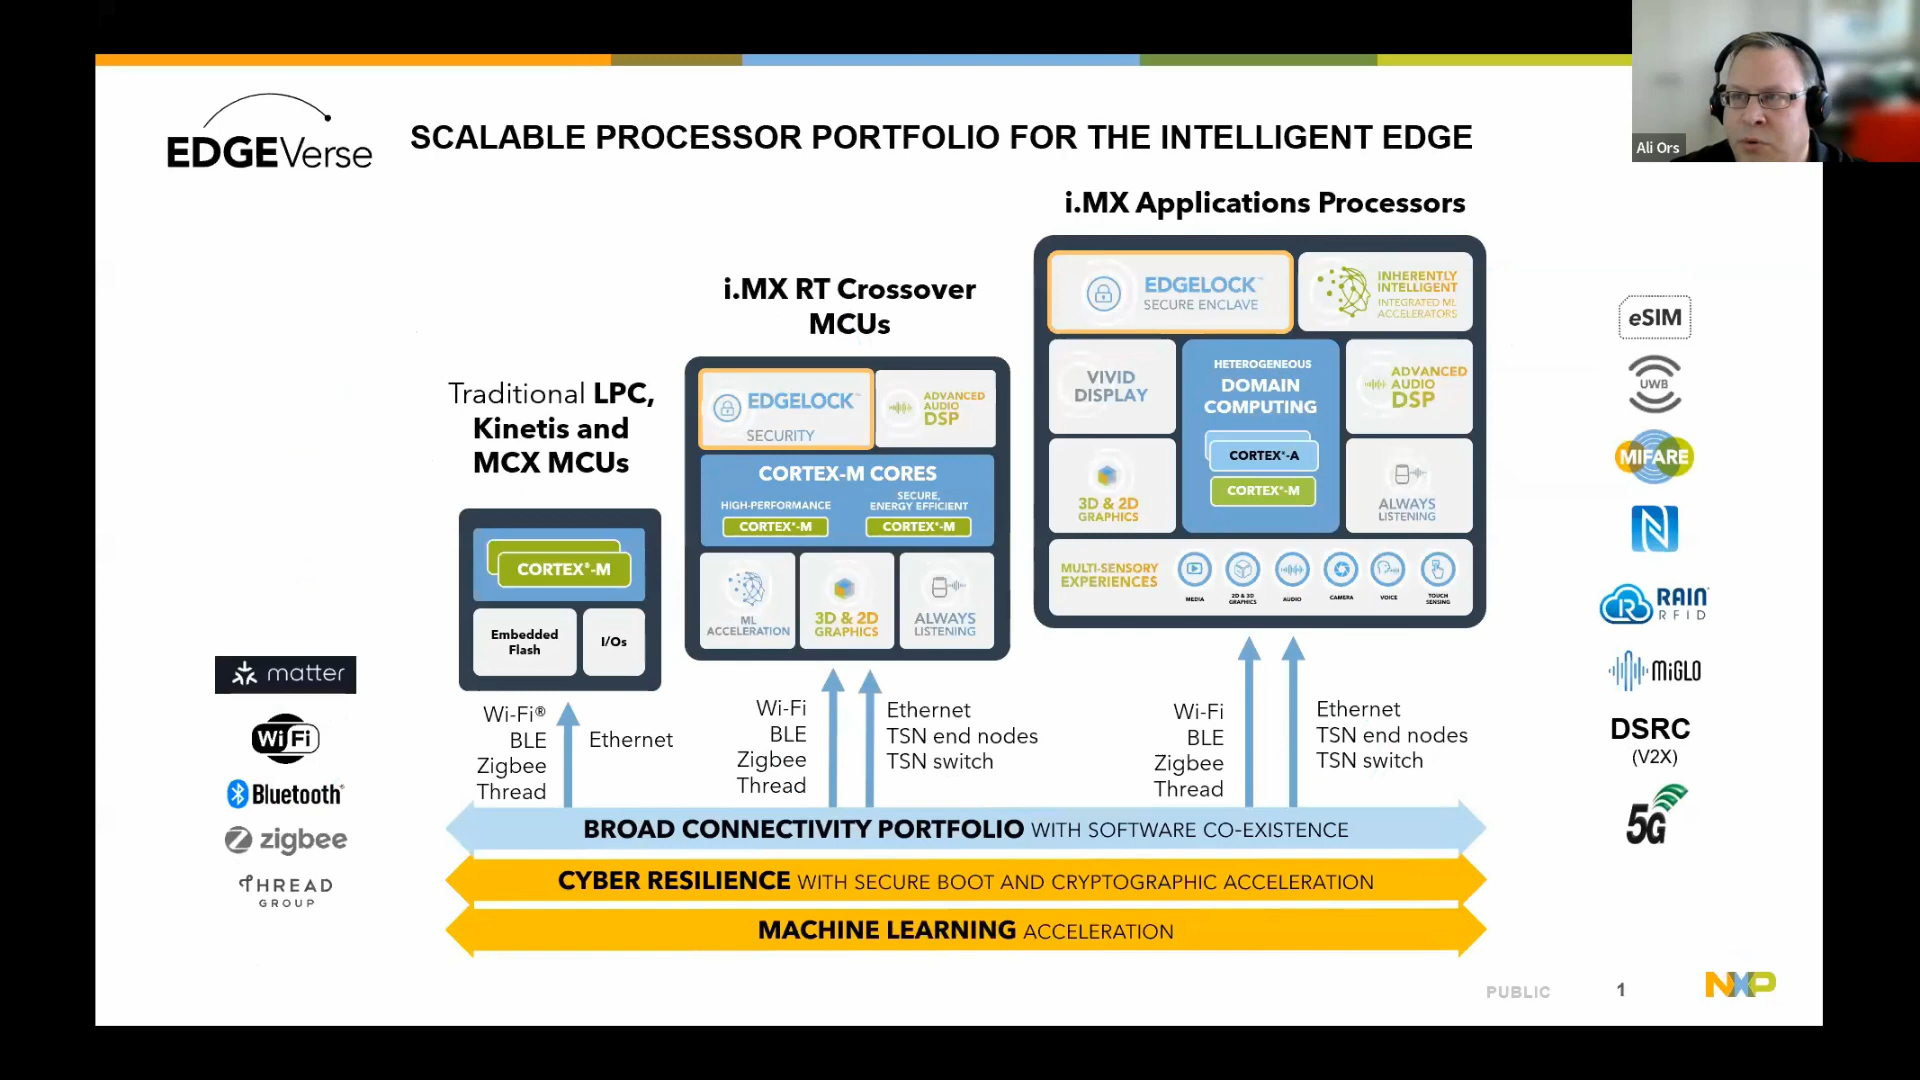 EDGEVerse
SCALABLE PROCESSOR PORTFOLIO FOR THE INTELLIGENT EDGE
Ali Ors
Traditional LPC,
Kinetis and
MCX MCUs
CORTEX®-M
Embedded
Flash
I/Os
i.MX RT Crossover
MCUs
EDGELOCK™
SECURITY
ADVANCED
AUDIO
DSP
CORTEX-M CORES
HIGH-PERFORMANCE
CORTEX®-M
SECURE,
ENERGY EFFICIENT
CORTEX®-M
ML
ACCELERATION
3D & 2D
GRAPHICS
ALWAYS
LISTENING
i.MX Applications Processors
EDGELOCK™
SECURE ENCLAVE
INHERENTLY
INTELLIGENT
INTEGRATED ML
ACCELERATORS
VIVID
DISPLAY
HETEROGENEOUS
DOMAIN
COMPUTING
CORTEX®-A
CORTEX®-M
ADVANCED
AUDIO
DSP
3D & 2D
GRAPHICS
ALWAYS
LISTENING
MULTI-SENSORY
EXPERIENCES
MEDIA
2D & 3D
GRAPHICS
AUDIO
CAMERA
VOICE
TOUCH
SENSING
Wi-Fi®
BLE
Zigbee
Thread
Ethernet
Wi-Fi
BLE
Zigbee
Thread
Ethernet
TSN end nodes
TSN switch
Wi-Fi
BLE
Zigbee
Thread
Ethernet
TSN end nodes
TSN switch
BROAD CONNECTIVITY PORTFOLIO WITH SOFTWARE CO-EXISTENCE
CYBER RESILIENCE WITH SECURE BOOT AND CRYPTOGRAPHIC ACCELERATION
MACHINE LEARNING ACCELERATION
matter
WiFi
Bluetooth®
zigbee
THREAD
GROUP
eSIM
UWB
MIFARE
N
RAIN
RFID
MiGLO
DSRC
(V2X)
5G
PUBLIC
1
NXP